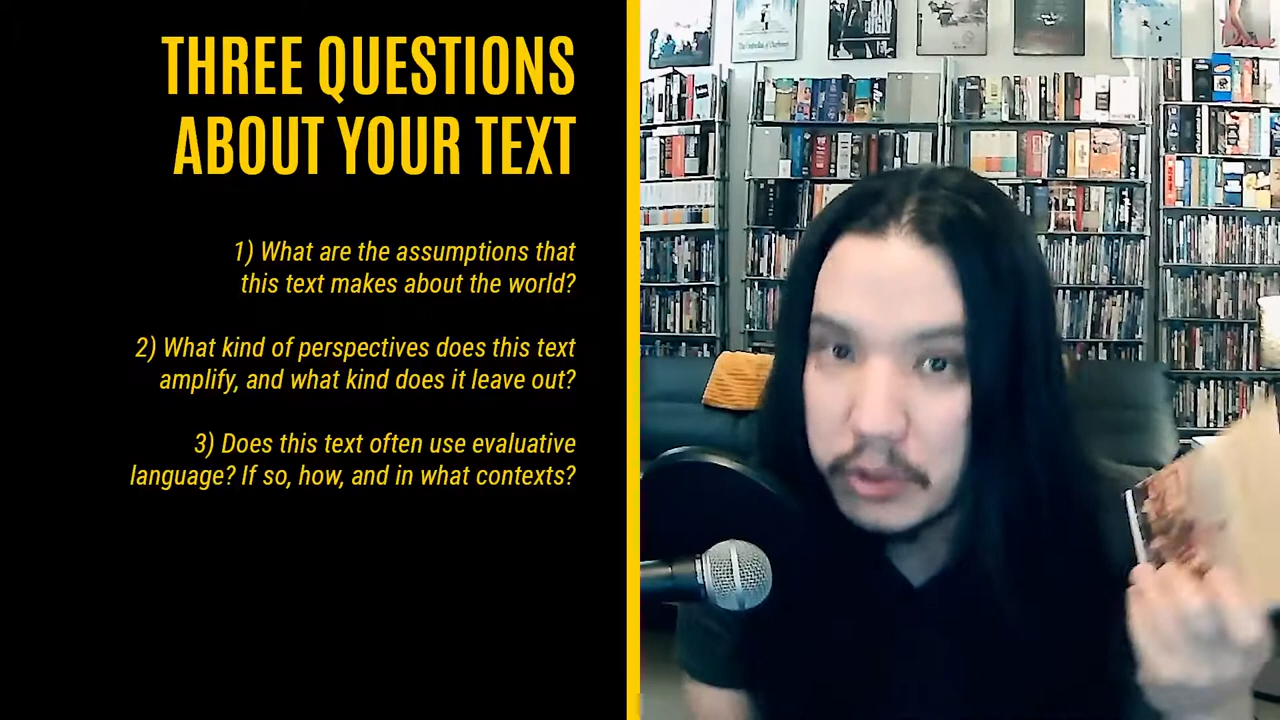 THREE QUESTIONS
ABOUT YOUR TEXT
1) What are the assumptions that
this text makes about the world?
2) What kind of perspectives does this text
amplify, and what kind does it leave out?
3) Does this text often use evaluative
language? If so, how, and in what contexts?